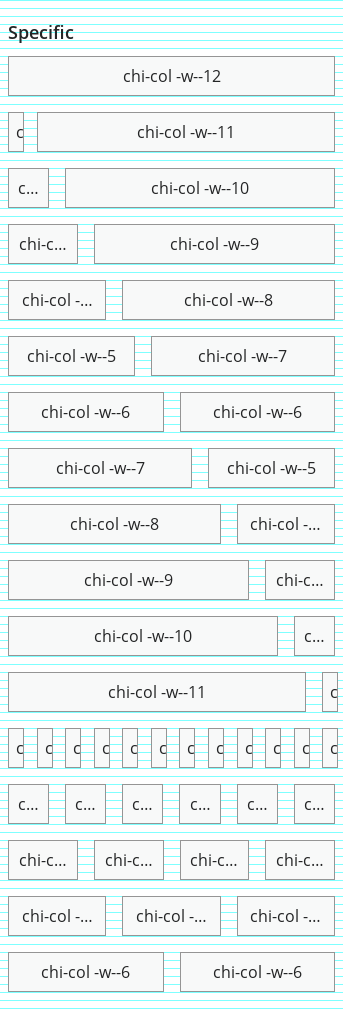 Specific
chi-col -w--12
c chi-col -w--11
c... chi-col -w--10
chi-c... chi-col -w--9
chi-col -... chi-col -w--8
chi-col -w--5 chi-col -w--7
chi-col -w--6 chi-col -w--6
chi-col -w--7 chi-col -w--5
chi-col -w--8 chi-col -...
chi-col -w--9 chi-c...
chi-col -w--10 c...
chi-col -w--11 c
c c c c c c c c c c c c
c... c... c... c... c... c...
chi-c... chi-c... chi-c... chi-c...
chi-col -... chi-col -... chi-col -...
chi-col -w--6 chi-col -w--6